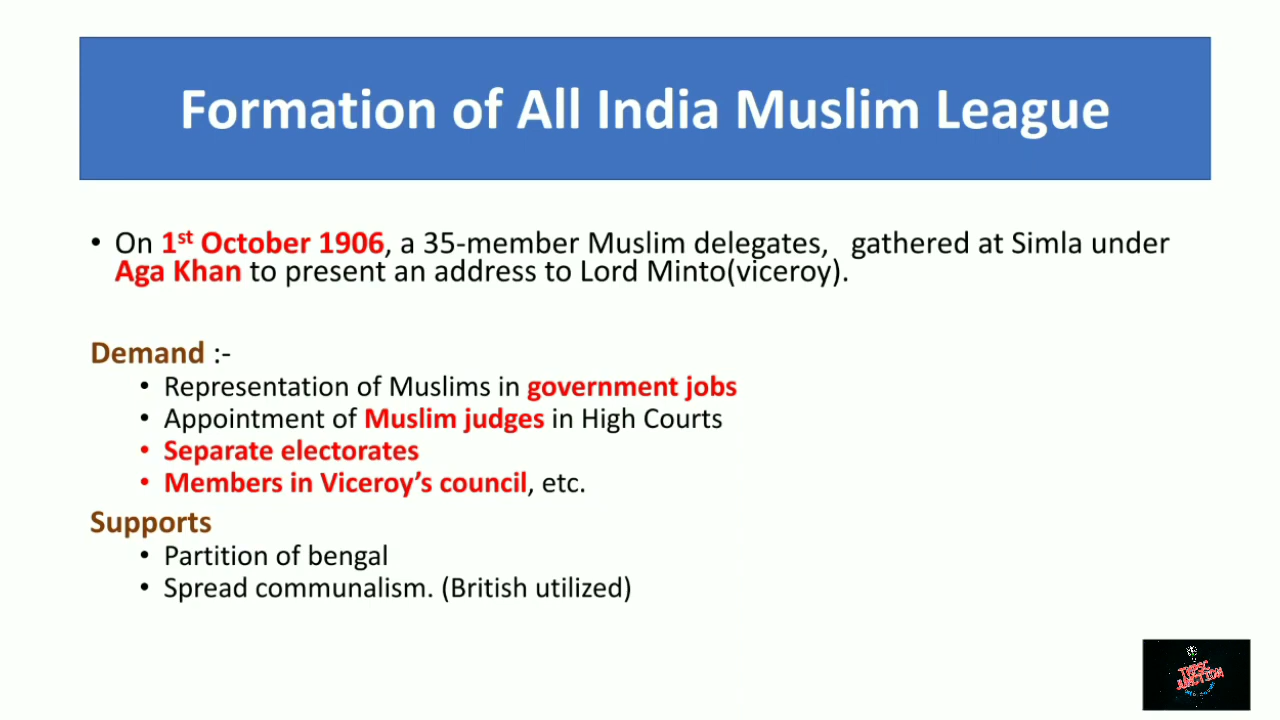 Formation of All India Muslim League
• On 1st October 1906, a 35-member Muslim delegates, gathered at Simla under
Aga Khan to present an address to Lord Minto(viceroy).
Demand :-
• Representation of Muslims in government jobs
• Appointment of Muslim judges in High Courts
• Separate electorates
• Members in Viceroy’s council, etc.
Supports
• Partition of bengal
• Spread communalism. (British utilized)
TNPSC
JUNCTION